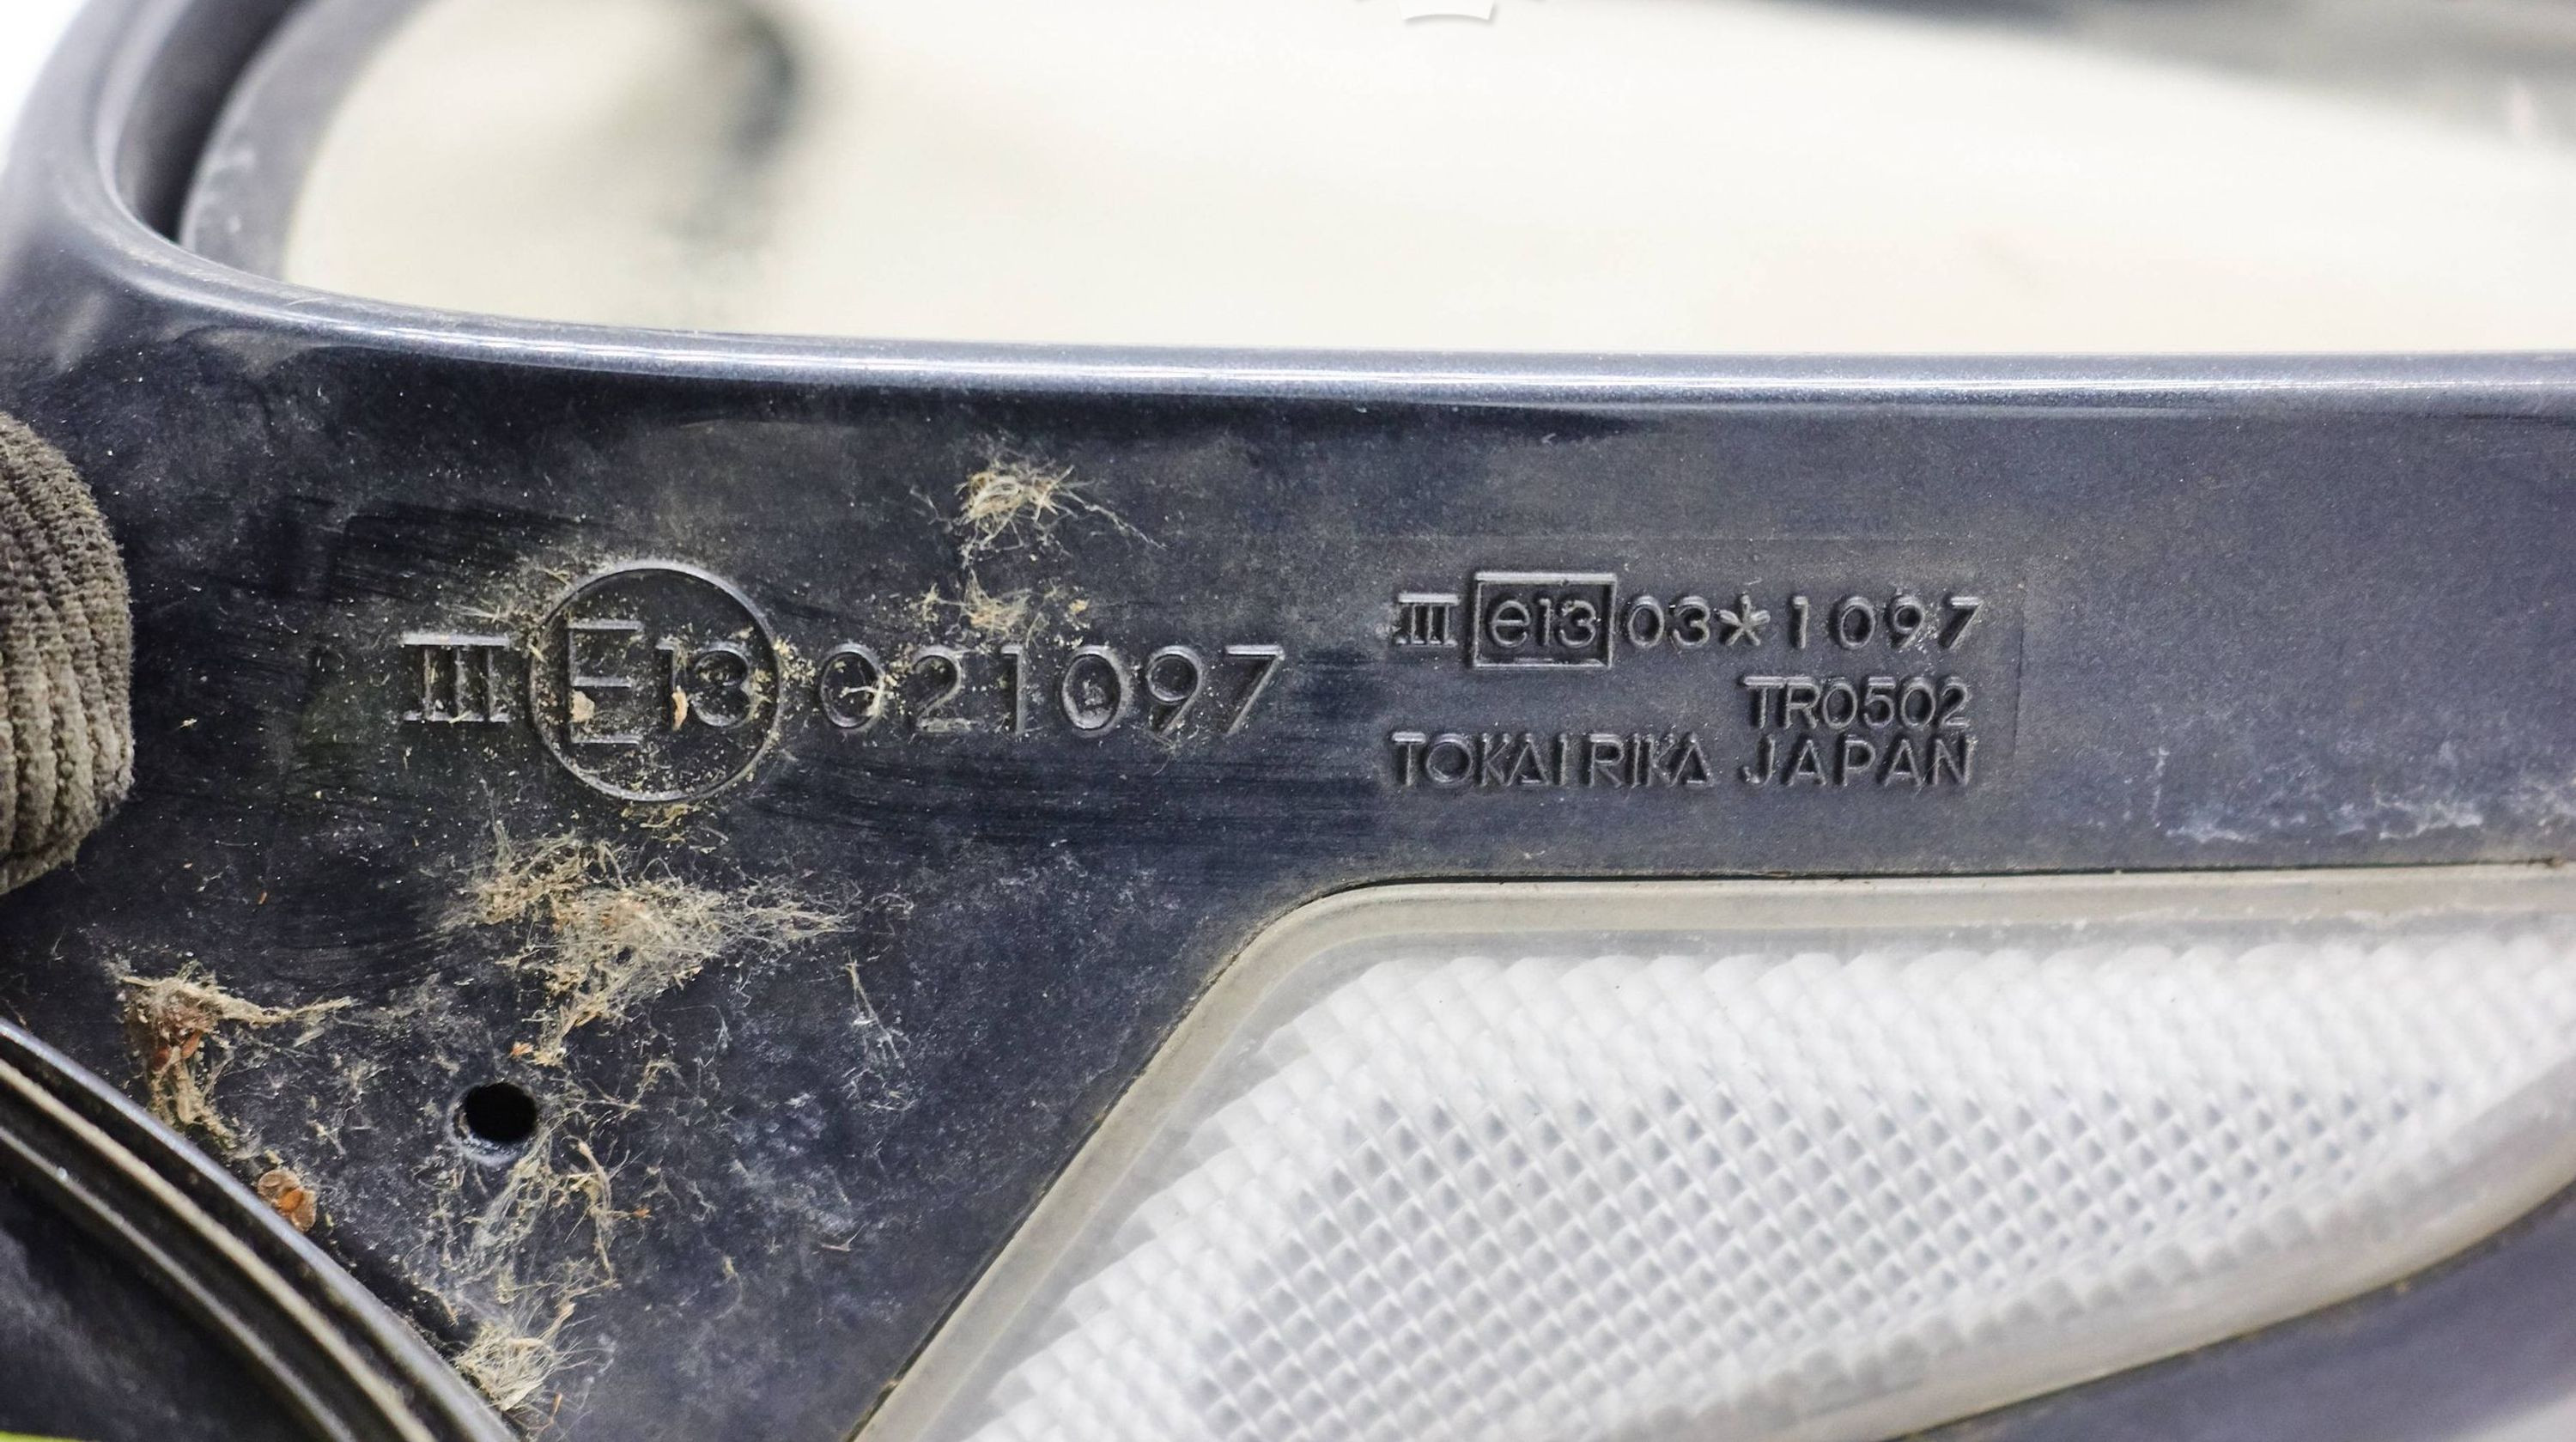 III E13 021097
III e13 03*1097
TR0502
TOKAI RIKA JAPAN